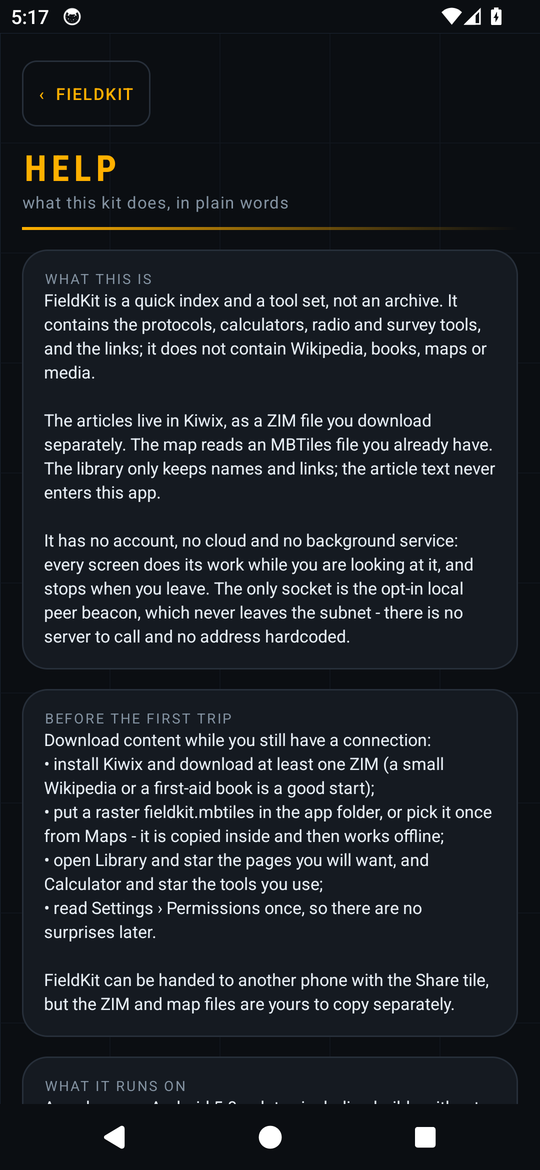 5:17
‹ FIELDKIT
HELP
what this kit does, in plain words
WHAT THIS IS
FieldKit is a quick index and a tool set, not an archive. It
contains the protocols, calculators, radio and survey tools,
and the links; it does not contain Wikipedia, books, maps or
media.
The articles live in Kiwix, as a ZIM file you download
separately. The map reads an MBTiles file you already have.
The library only keeps names and links; the article text never
enters this app.
It has no account, no cloud and no background service:
every screen does its work while you are looking at it, and
stops when you leave. The only socket is the opt-in local
peer beacon, which never leaves the subnet - there is no
server to call and no address hardcoded.
BEFORE THE FIRST TRIP
Download content while you still have a connection:
• install Kiwix and download at least one ZIM (a small
Wikipedia or a first-aid book is a good start);
• put a raster fieldkit.mbtiles in the app folder, or pick it once
from Maps - it is copied inside and then works offline;
• open Library and star the pages you will want, and
Calculator and star the tools you use;
• read Settings › Permissions once, so there are no
surprises later.
FieldKit can be handed to another phone with the Share tile,
but the ZIM and map files are yours to copy separately.
WHAT IT RUNS ON